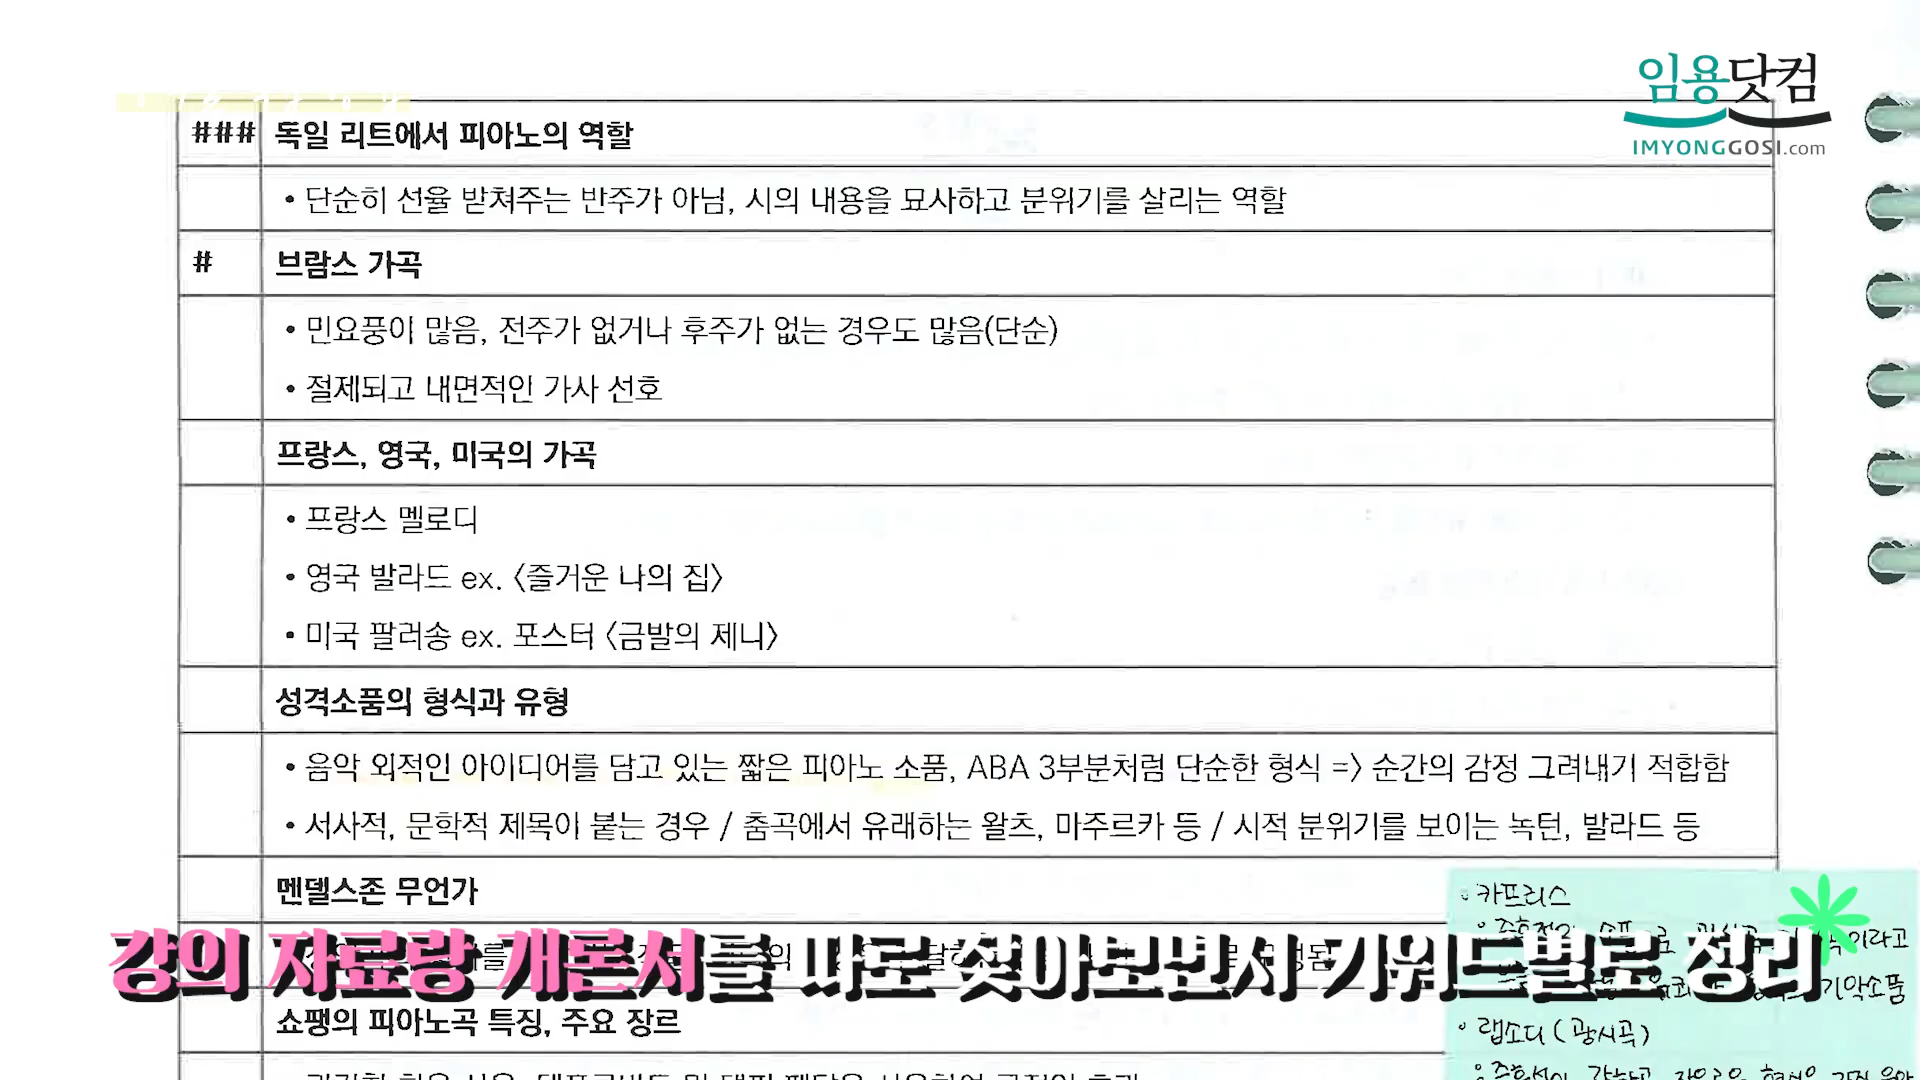 임용닷컴
IMYONGGOSI.com
### 독일 리트에서 피아노의 역할
• 단순히 선율 받쳐주는 반주가 아님, 시의 내용을 묘사하고 분위기를 살리는 역할
# 브람스 가곡
• 민요풍이 많음, 전주가 없거나 후주가 없는 경우도 많음(단순)
• 절제되고 내면적인 가사 선호
프랑스, 영국, 미국의 가곡
• 프랑스 멜로디
• 영국 발라드 ex. 〈즐거운 나의 집〉
• 미국 팔러송 ex. 포스터 〈금발의 제니〉
성격소품의 형식과 유형
• 음악 외적인 아이디어를 담고 있는 짧은 피아노 소품, ABA 3부분처럼 단순한 형식 => 순간의 감정 그려내기 적합함
• 서사적, 문학적 제목이 붙는 경우 / 춤곡에서 유래하는 왈츠, 마주르카 등 / 시적 분위기를 보이는 녹턴, 발라드 등
멘델스존 무언가
• 카프리스
이라고
강의 자료랑 개론서를 따로 찾아보면서 키워드별로 정리
기악소품
쇼팽의 피아노곡 특징, 주요 장르
• 랩소디 (광시곡)